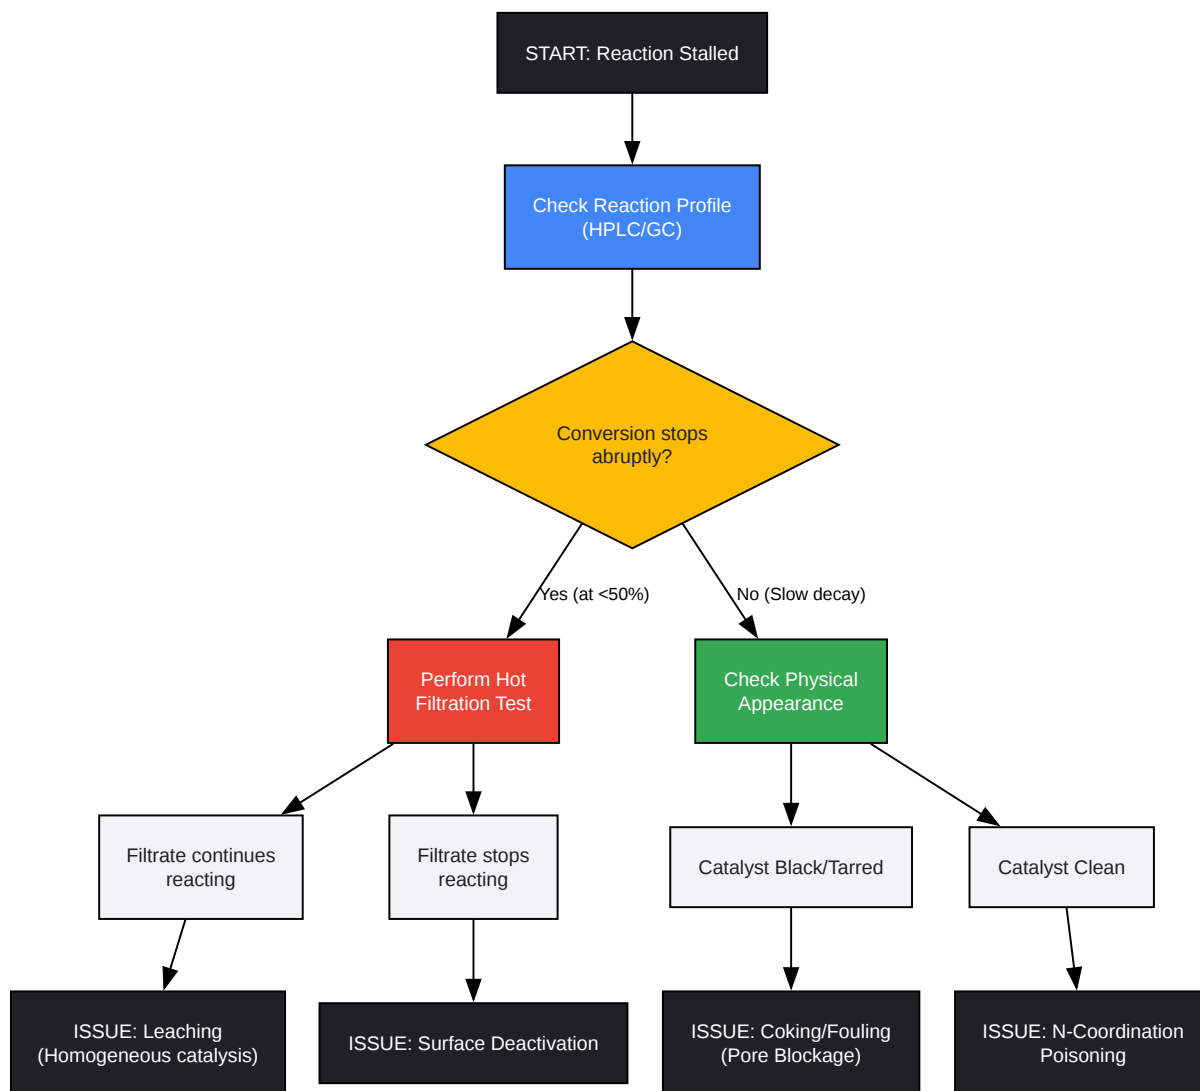 START: Reaction Stalled
Check Reaction Profile
(HPLC/GC)
Conversion stops
abruptly?
Yes (at <50%)
No (Slow decay)
Perform Hot
Filtration Test
Check Physical
Appearance
Filtrate continues
reacting
Filtrate stops
reacting
Catalyst Black/Tarred
Catalyst Clean
ISSUE: Leaching
(Homogeneous catalysis)
ISSUE: Surface Deactivation
ISSUE: Coking/Fouling
(Pore Blockage)
ISSUE: N-Coordination
Poisoning